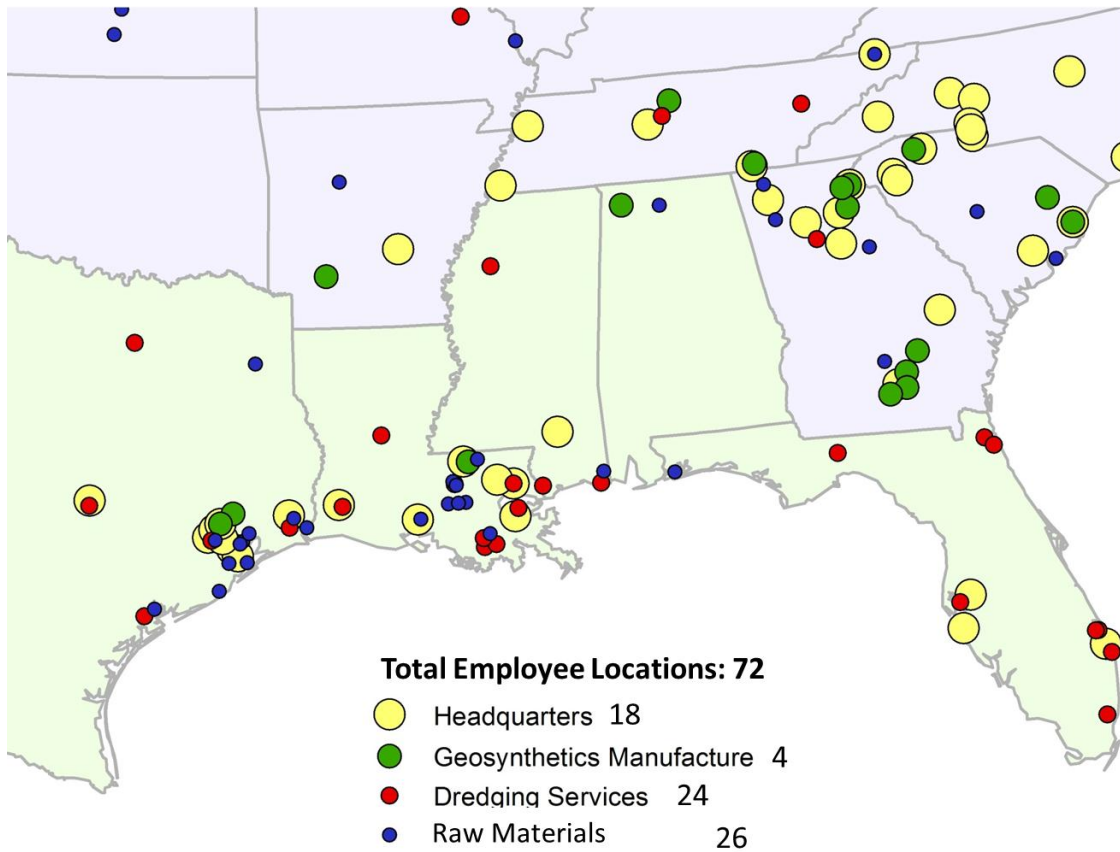 Total Employee Locations: 72
Headquarters 18
Geosynthetics Manufacture 4
Dredging Services 24
Raw Materials 26